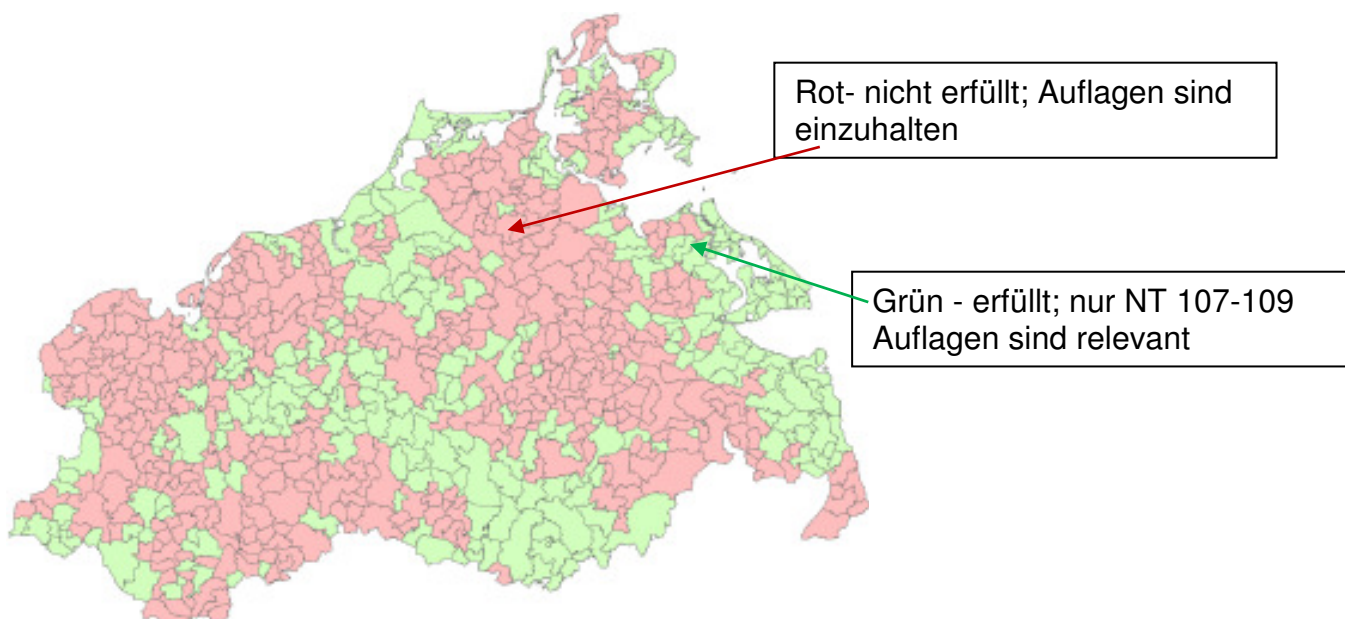 Rot- nicht erfüllt; Auflagen sind
einzuhalten
Grün - erfüllt; nur NT 107-109
Auflagen sind relevant